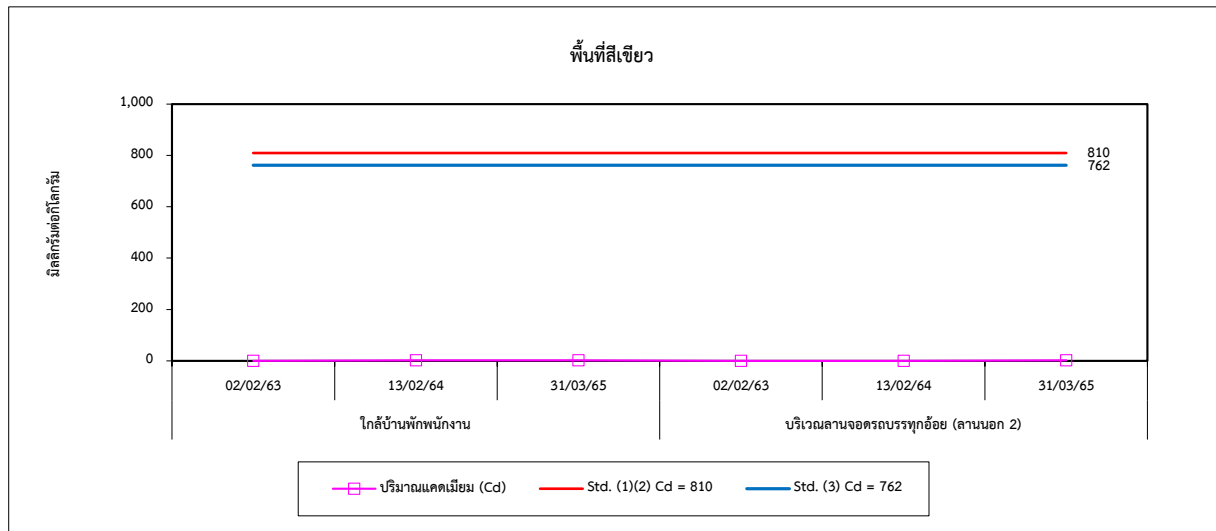 พื้นที่สีเขียว
มิลลิกรัมต่อกิโลกรัม
1,000
800
600
400
200
0
810
762
02/02/63 13/02/64 31/03/65 02/02/63 13/02/64 31/03/65
ใกล้บ้านพักพนักงาน บริเวณลานจอดรถบรรทุกอ้อย (ลานนอก 2)
ปริมาณแคดเมียม (Cd) Std. (1)(2) Cd = 810 Std. (3) Cd = 762